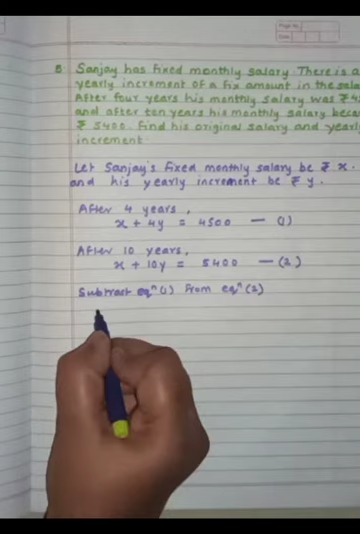 Page No.
Date
8 Sanjay has fixed monthly salary. There is a
yearly increment of a fix amount in the
After four years his monthly salary was ₹
and after ten years his monthly salary
₹ 5400. Find his original salary and
increment.
Let Sanjay's fixed monthly salary be ₹ x.
and his yearly increment be ₹ y.
After 4 years,
x + 4y = 4500 — (1)
After 10 years,
x + 10y = 5400 — (2)
Subtract eqⁿ (1) from eqⁿ (2)